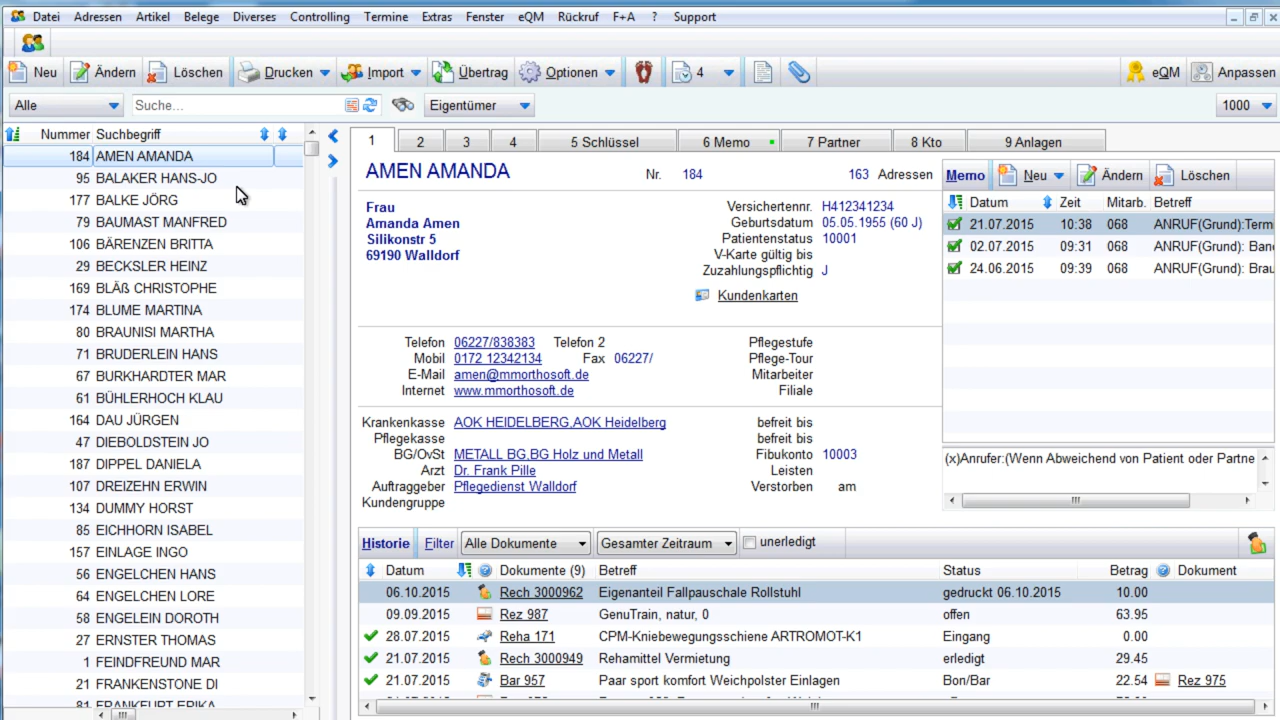 Datei Adressen Artikel Belege Diverses Controlling Termine Extras Fenster eQM Rückruf F+A ? Support
Neu Ändern Löschen Drucken Import Übertrag Optionen 4 eQM Anpassen
Alle Suche... Eigentümer 1000
Nummer Suchbegriff
184 AMEN AMANDA
95 BALAKER HANS-JO
177 BALKE JÖRG
79 BAUMAST MANFRED
106 BÄRENZEN BRITTA
29 BECKSLER HEINZ
169 BLÄß CHRISTOPHE
174 BLUME MARTINA
80 BRAUNISI MARTHA
71 BRUDERLEIN HANS
67 BURKHARDTER MAR
61 BÜHLERHOCH KLAU
164 DAU JÜRGEN
47 DIEBOLDSTEIN JO
187 DIPPEL DANIELA
107 DREIZEHN ERWIN
134 DUMMY HORST
85 EICHHORN ISABEL
157 EINLAGE INGO
56 ENGELCHEN HANS
64 ENGELCHEN LORE
58 ENGELEIN DOROTH
27 ERNSTER THOMAS
1 FEINDFREUND MAR
21 FRANKENSTONE DI
81 FRANKFURT ERIKA
1 2 3 4 5 Schlüssel 6 Memo 7 Partner 8 Kto 9 Anlagen
AMEN AMANDA Nr. 184 163 Adressen
Frau
Amanda Amen
Silikonstr 5
69190 Walldorf
Versichertennr. H412341234
Geburtsdatum 05.05.1955 (60 J)
Patientenstatus 10001
V-Karte gültig bis
Zuzahlungspflichtig J
Kundenkarten
Telefon 06227/838383 Telefon 2 Pflegestufe
Mobil 0172 12342134 Fax 06227/ Pflege-Tour
E-Mail amen@mmorthosoft.de Mitarbeiter
Internet www.mmorthosoft.de Filiale
Krankenkasse AOK HEIDELBERG,AOK Heidelberg befreit bis
Pflegekasse befreit bis
BG/OvSt METALL BG,BG Holz und Metall Fibukonto 10003
Arzt Dr. Frank Pille Leisten
Auftraggeber Pflegedienst Walldorf Verstorben am
Kundengruppe
Memo Neu Ändern Löschen
Datum Zeit Mitarb. Betreff
21.07.2015 10:38 068 ANRUF(Grund):Term
02.07.2015 09:31 068 ANRUF(Grund): Ban
24.06.2015 09:39 068 ANRUF(Grund): Brau
(x)Anrufer:(Wenn Abweichend von Patient oder Partne
Historie Filter Alle Dokumente Gesamter Zeitraum unerledigt
Datum Dokumente (9) Betreff Status Betrag Dokument
06.10.2015 Rech 3000962 Eigenanteil Fallpauschale Rollstuhl gedruckt 06.10.2015 10.00
09.09.2015 Rez 987 GenuTrain, natur, 0 offen 63.95
28.07.2015 Reha 171 CPM-Kniebewegungsschiene ARTROMOT-K1 Eingang 0.00
21.07.2015 Rech 3000949 Rehamittel Vermietung erledigt 29.45
21.07.2015 Bar 957 Paar sport komfort Weichpolster Einlagen Bon/Bar 22.54 Rez 975